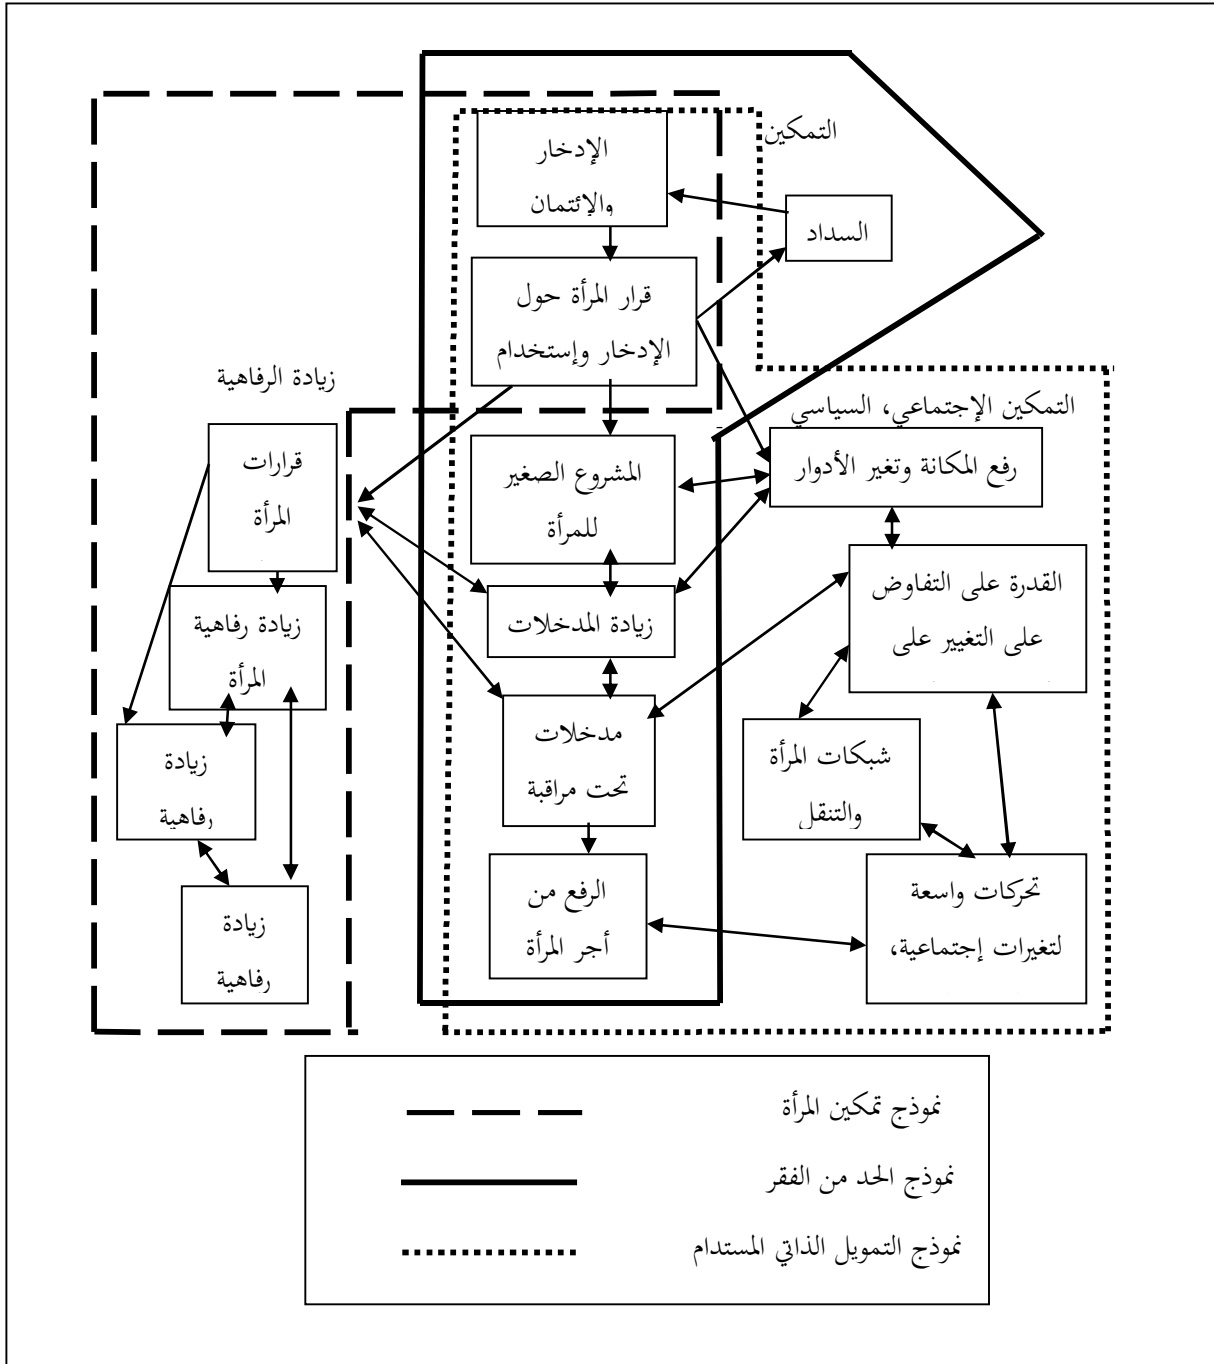 التمكين
الإدخار
والإئتمان
السداد
قرار المرأة حول
الإدخار وإستخدام
زيادة الرفاهية
التمكين الإجتماعي، السياسي
رفع المكانة وتغير الأدوار
قرارات
المرأة
المشروع الصغير
للمرأة
القدرة على التفاوض
على التغيير على
زيادة رفاهية
المرأة
زيادة المدخلات
مدخلات
تحت مراقبة
شبكات المرأة
والتنقل
زيادة
رفاهية
الرفع من
أجر المرأة
تحركات واسعة
لتغيرات إجتماعية،
زيادة
رفاهية
نموذج تمكين المرأة
نموذج الحد من الفقر
نموذج التمويل الذاتي المستدام